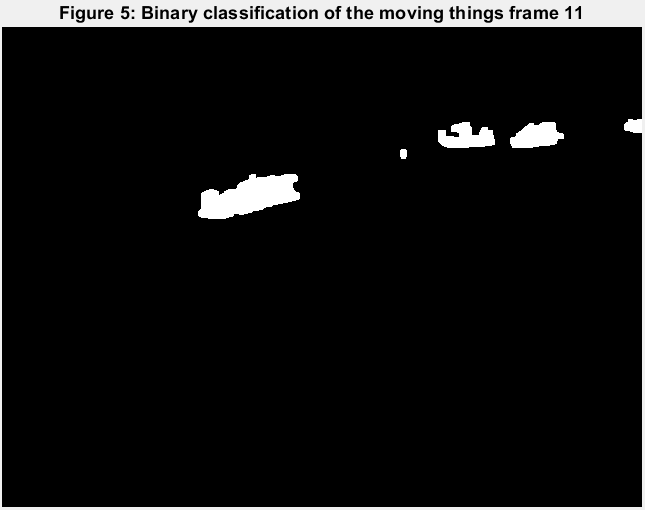 Figure 5: Binary classification of the moving things frame 11